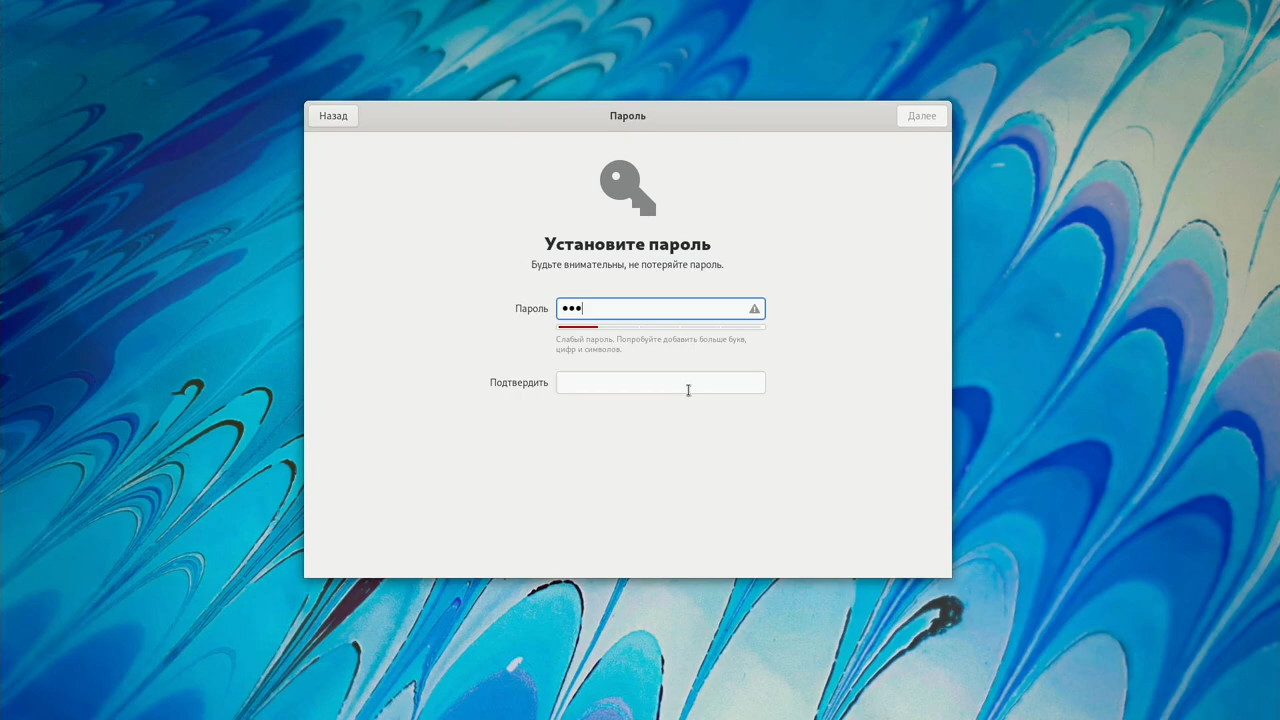 Назад
Пароль
Далее
Установите пароль
Будьте внимательны, не потеряйте пароль.
Пароль
●●●
Слабый пароль. Попробуйте добавить больше букв,
цифр и символов.
Подтвердить